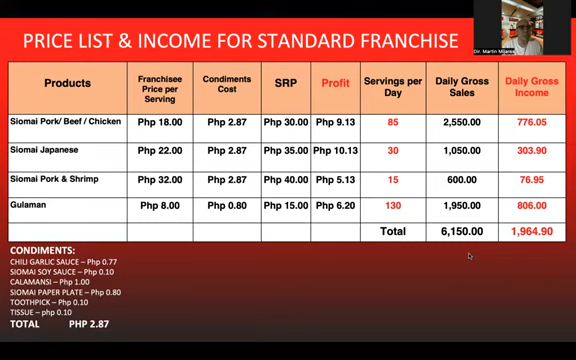 PRICE LIST & INCOME FOR STANDARD FRANCHISE
Dir. Martin Mijares
Products Franchisee Price per Serving Condiments Cost SRP Profit Servings per Day Daily Gross Sales Daily Gross Income
Siomai Pork/ Beef / Chicken Php 18.00 Php 2.87 Php 30.00 Php 9.13 85 2,550.00 776.05
Siomai Japanese Php 22.00 Php 2.87 Php 35.00 Php 10.13 30 1,050.00 303.90
Siomai Pork & Shrimp Php 32.00 Php 2.87 Php 40.00 Php 5.13 15 600.00 76.95
Gulaman Php 8.00 Php 0.80 Php 15.00 Php 6.20 130 1,950.00 806.00
Total 6,150.00 1,964.90
CONDIMENTS:
CHILI GARLIC SAUCE – Php 0.77
SIOMAI SOY SAUCE – Php 0.10
CALAMANSI – Php 1.00
SIOMAI PAPER PLATE – Php 0.80
TOOTHPICK – Php 0.10
TISSUE – php 0.10
TOTAL PHP 2.87